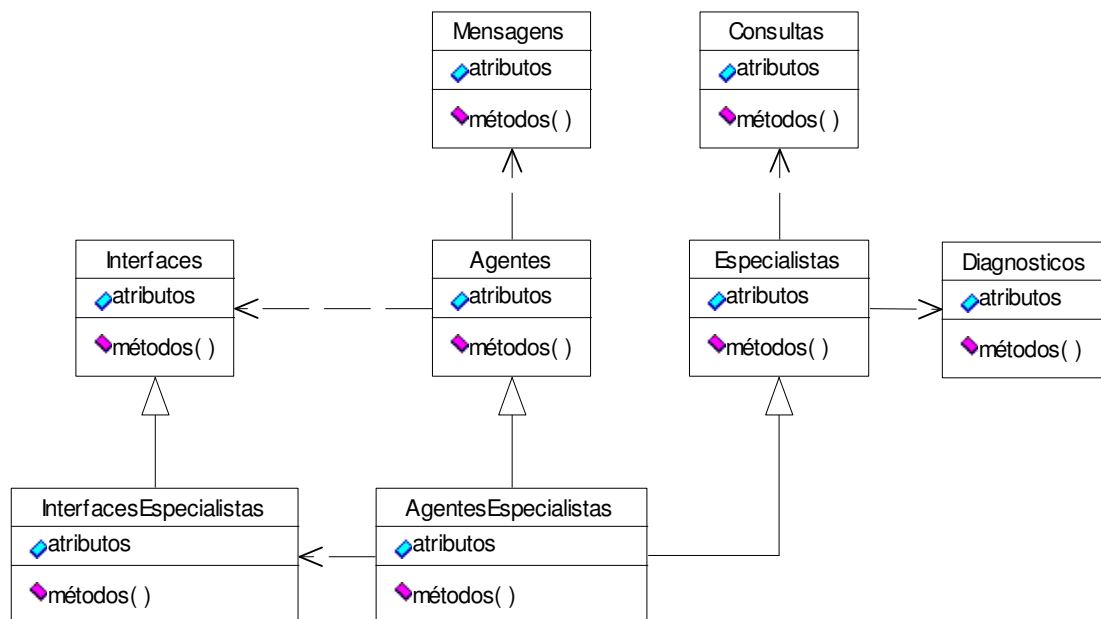 Mensagens
atributos
métodos( )
Consultas
atributos
métodos( )
Interfaces
atributos
métodos( )
Agentes
atributos
métodos( )
Especialistas
atributos
métodos( )
Diagnosticos
atributos
métodos( )
InterfacesEspecialistas
atributos
métodos( )
AgentesEspecialistas
atributos
métodos( )